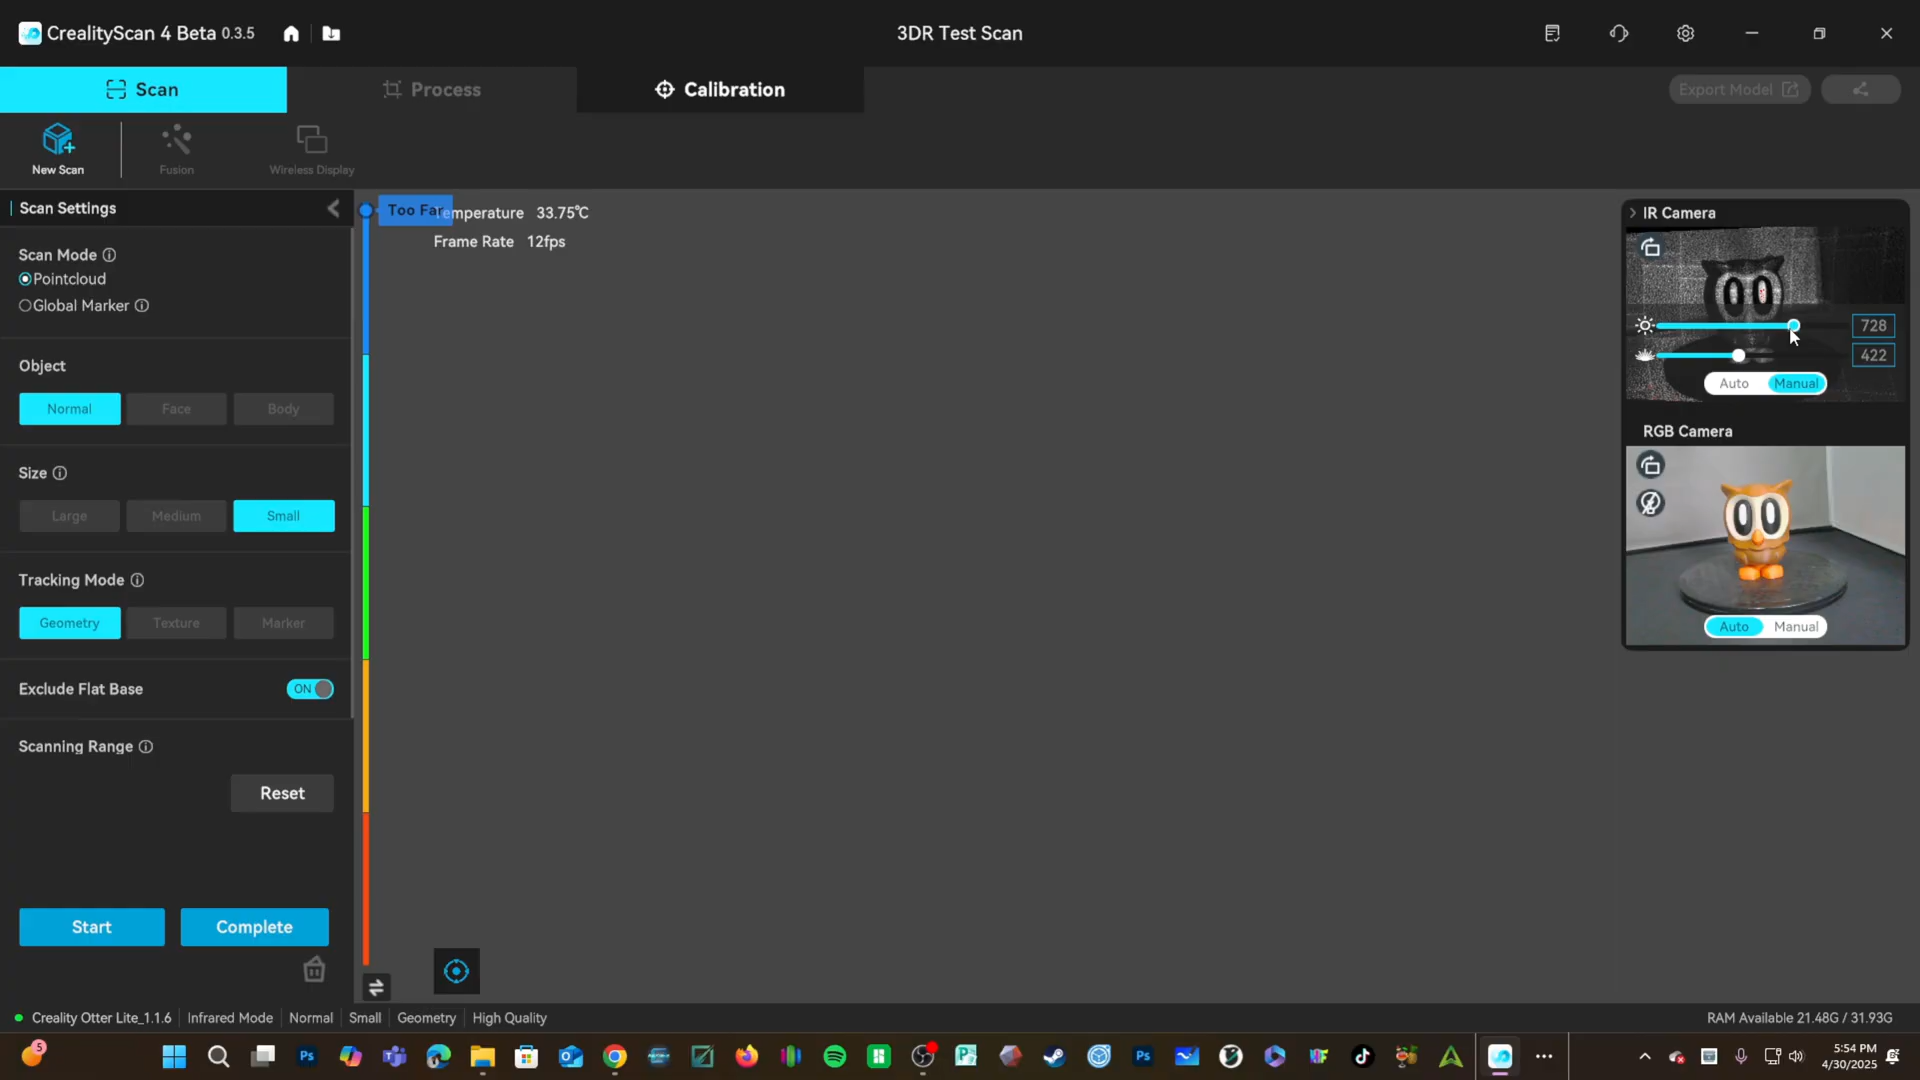 CrealityScan 4 Beta 0.3.5
3DR Test Scan
Scan
Process
Calibration
Export Model
New Scan
Fusion
Wireless Display
Scan Settings
Too Far
Temperature 33.75℃
Frame Rate 12fps
Scan Mode
Pointcloud
Global Marker
Object
Normal
Face
Body
Size
Large
Medium
Small
Tracking Mode
Geometry
Texture
Marker
Exclude Flat Base
ON
Scanning Range
Reset
Start
Complete
IR Camera
728
422
Auto
Manual
RGB Camera
Auto
Manual
Creality Otter Lite_1.1.6
Infrared Mode
Normal
Small
Geometry
High Quality
RAM Available 21.48G / 31.93G
5
Ps
Ps
5:54 PM
4/30/2025